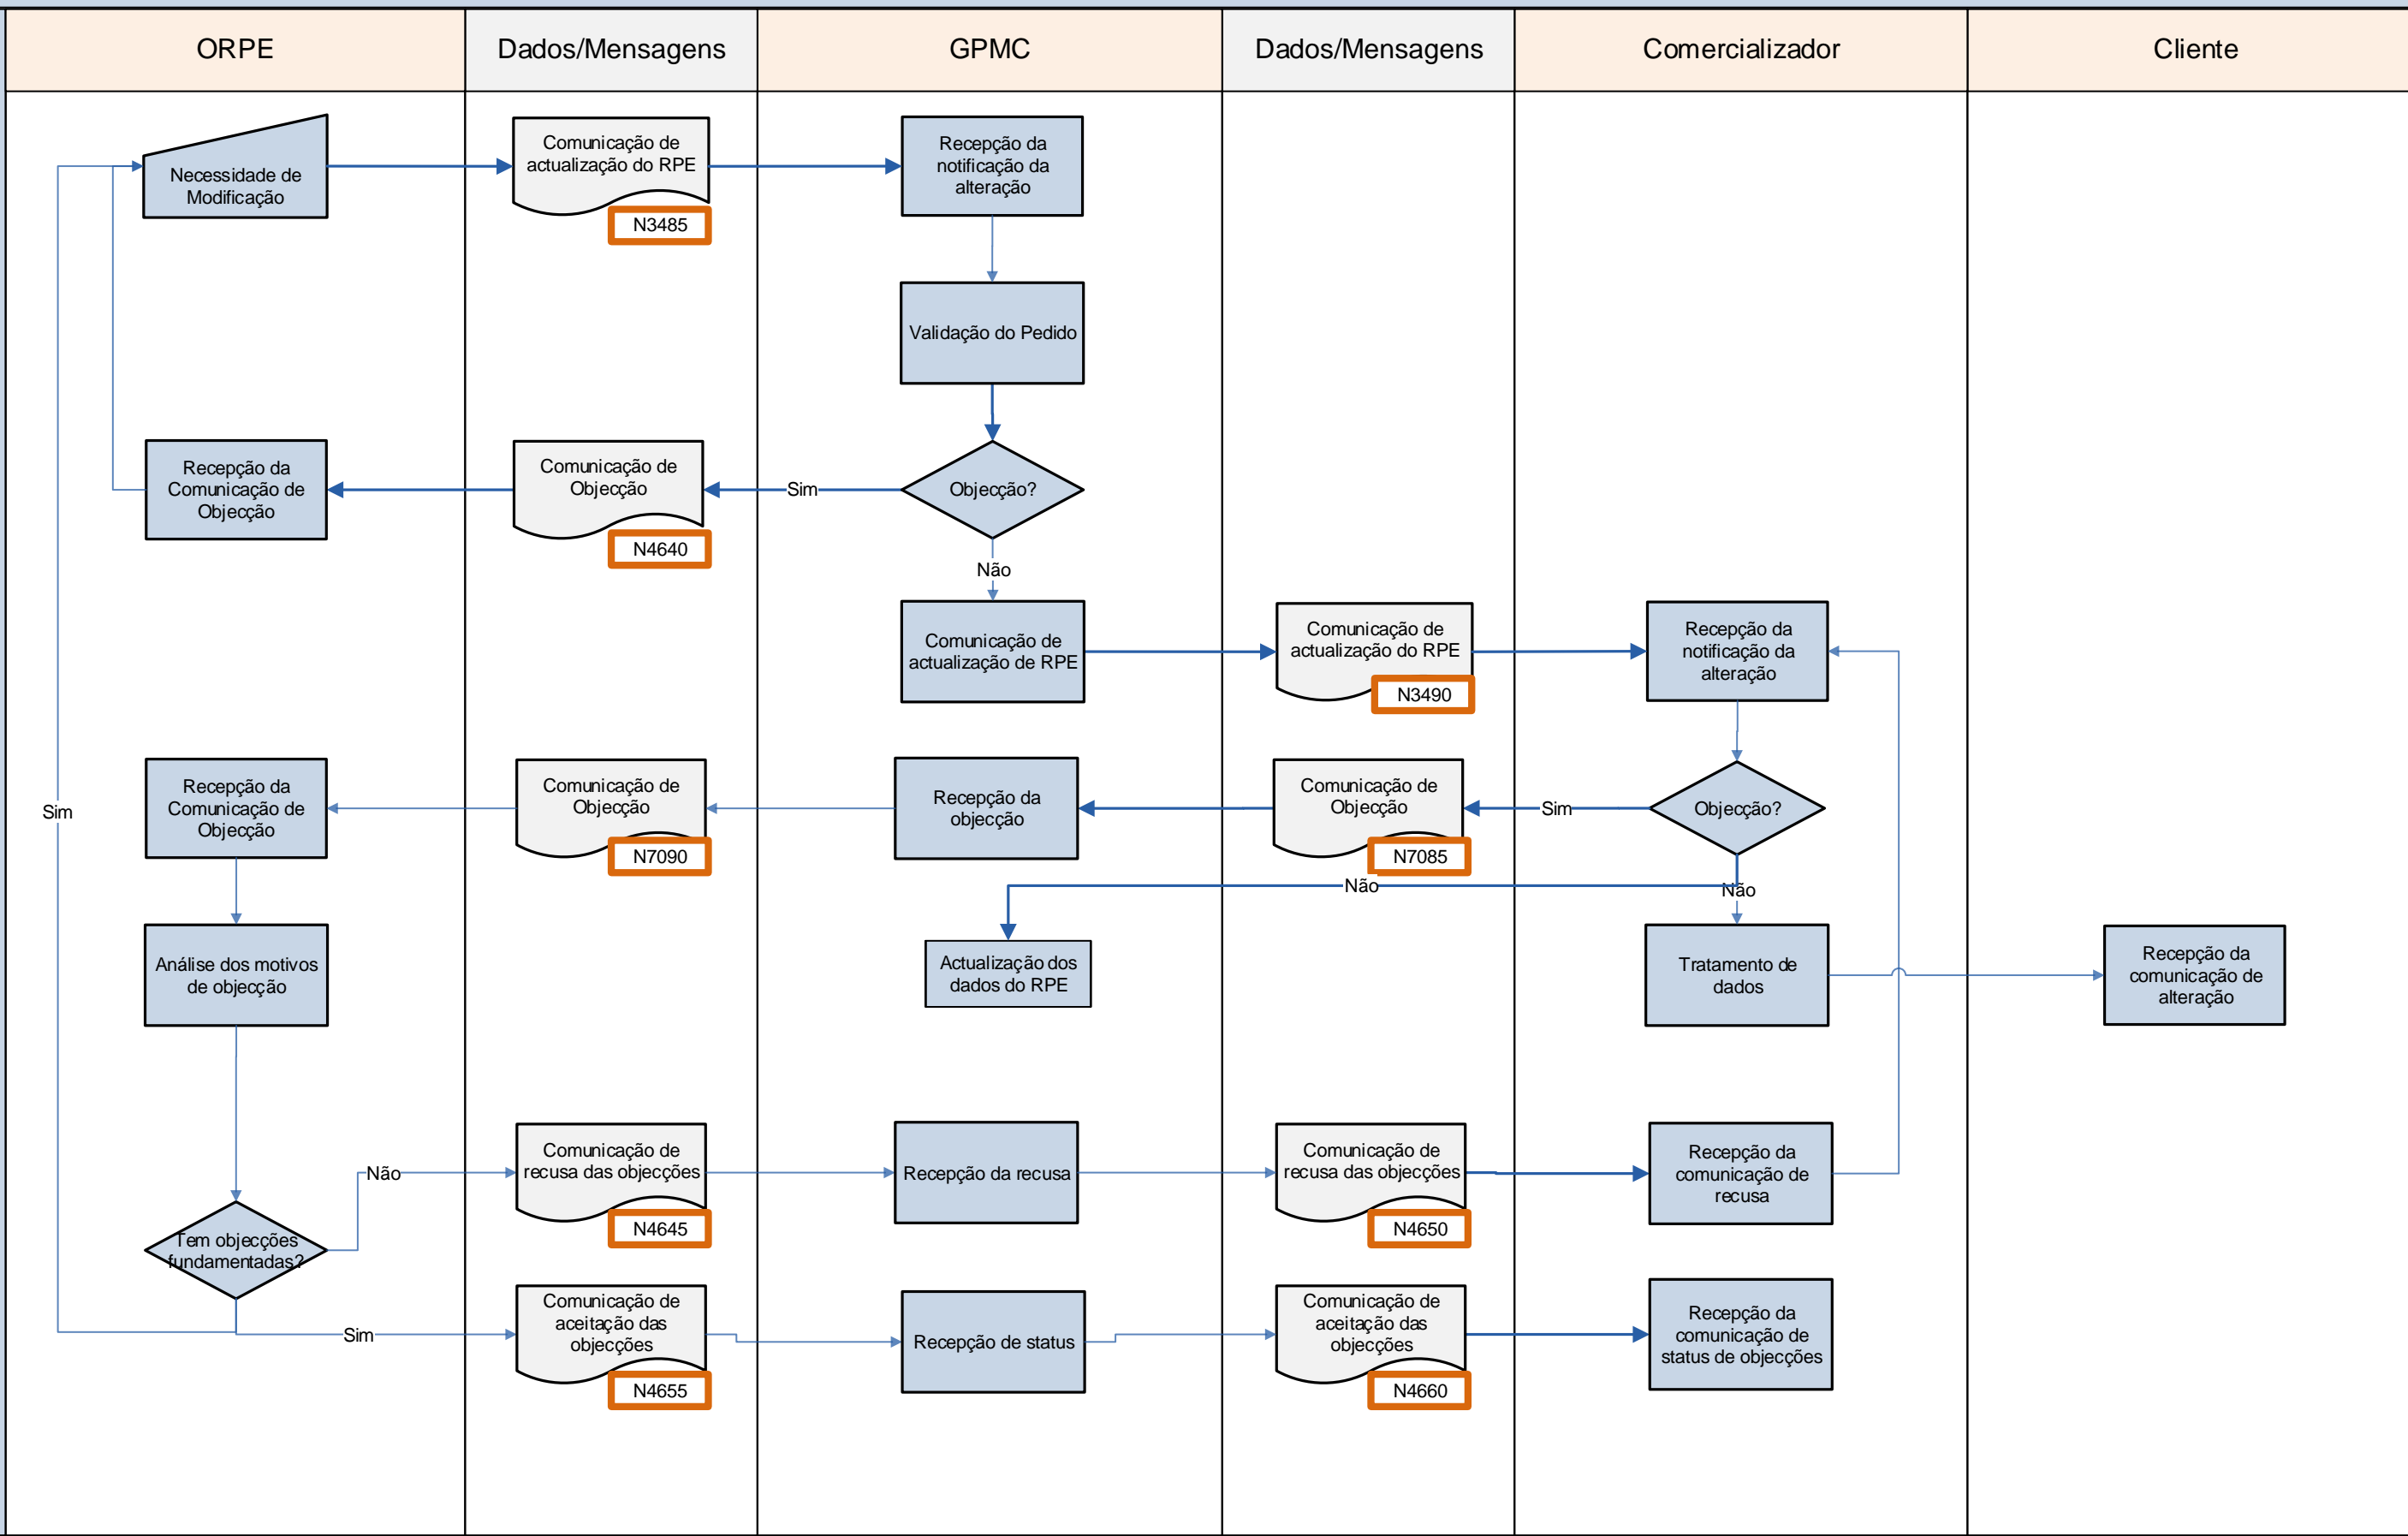 ORPE
Dados/Mensagens
GPMC
Dados/Mensagens
Comercializador
Cliente
Necessidade de
Modificação
Comunicação de
actualização do RPE
N3485
Recepção da
notificação da
alteração
Validação do Pedido
Recepção da
Comunicação de
Objecção
Comunicação de
Objecção
N4640
Sim
Objecção?
Não
Comunicação de
actualização de RPE
Comunicação de
actualização do RPE
N3490
Recepção da
notificação da
alteração
Sim
Recepção da
Comunicação de
Objecção
Comunicação de
Objecção
N7090
Recepção da
objecção
Comunicação de
Objecção
N7085
Sim
Objecção?
Não
Não
Análise dos motivos
de objecção
Actualização dos
dados do RPE
Tratamento de
dados
Recepção da
comunicação de
alteração
Tem objecções
fundamentadas?
Não
Comunicação de
recusa das objecções
N4645
Recepção da recusa
Comunicação de
recusa das objecções
N4650
Recepção da
comunicação de
recusa
Sim
Comunicação de
aceitação das
objecções
N4655
Recepção de status
Comunicação de
aceitação das
objecções
N4660
Recepção da
comunicação de
status de objecções